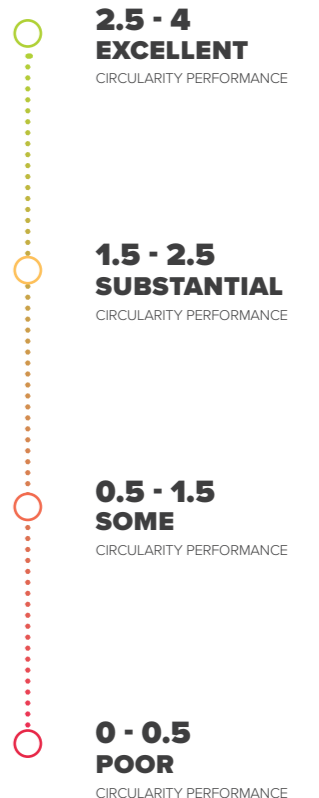 2.5 - 4
EXCELLENT
CIRCULARITY PERFORMANCE
1.5 - 2.5
SUBSTANTIAL
CIRCULARITY PERFORMANCE
0.5 - 1.5
SOME
CIRCULARITY PERFORMANCE
0 - 0.5
POOR
CIRCULARITY PERFORMANCE